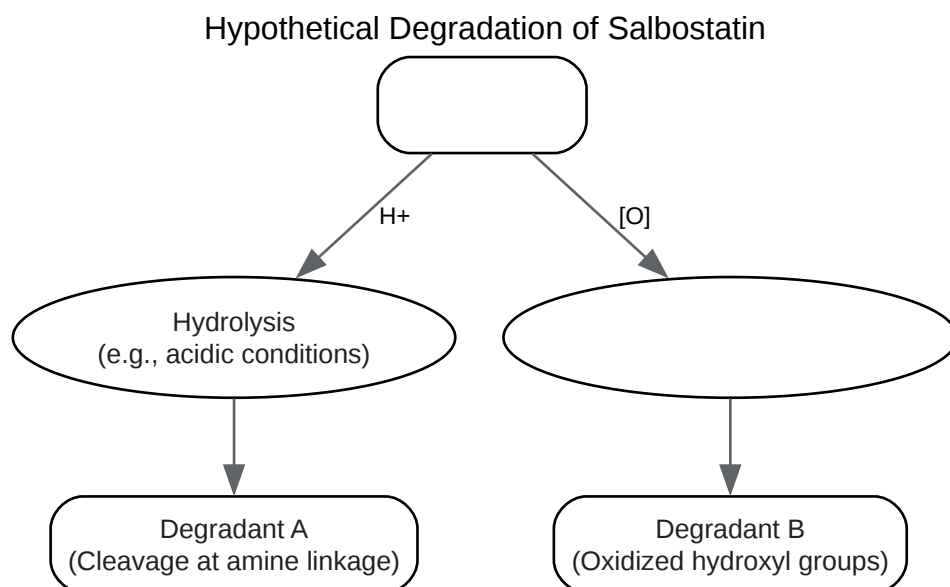 Hypothetical Degradation of Salbostatin
H+
[O]
Hydrolysis
(e.g., acidic conditions)
Degradant A
(Cleavage at amine linkage)
Degradant B
(Oxidized hydroxyl groups)